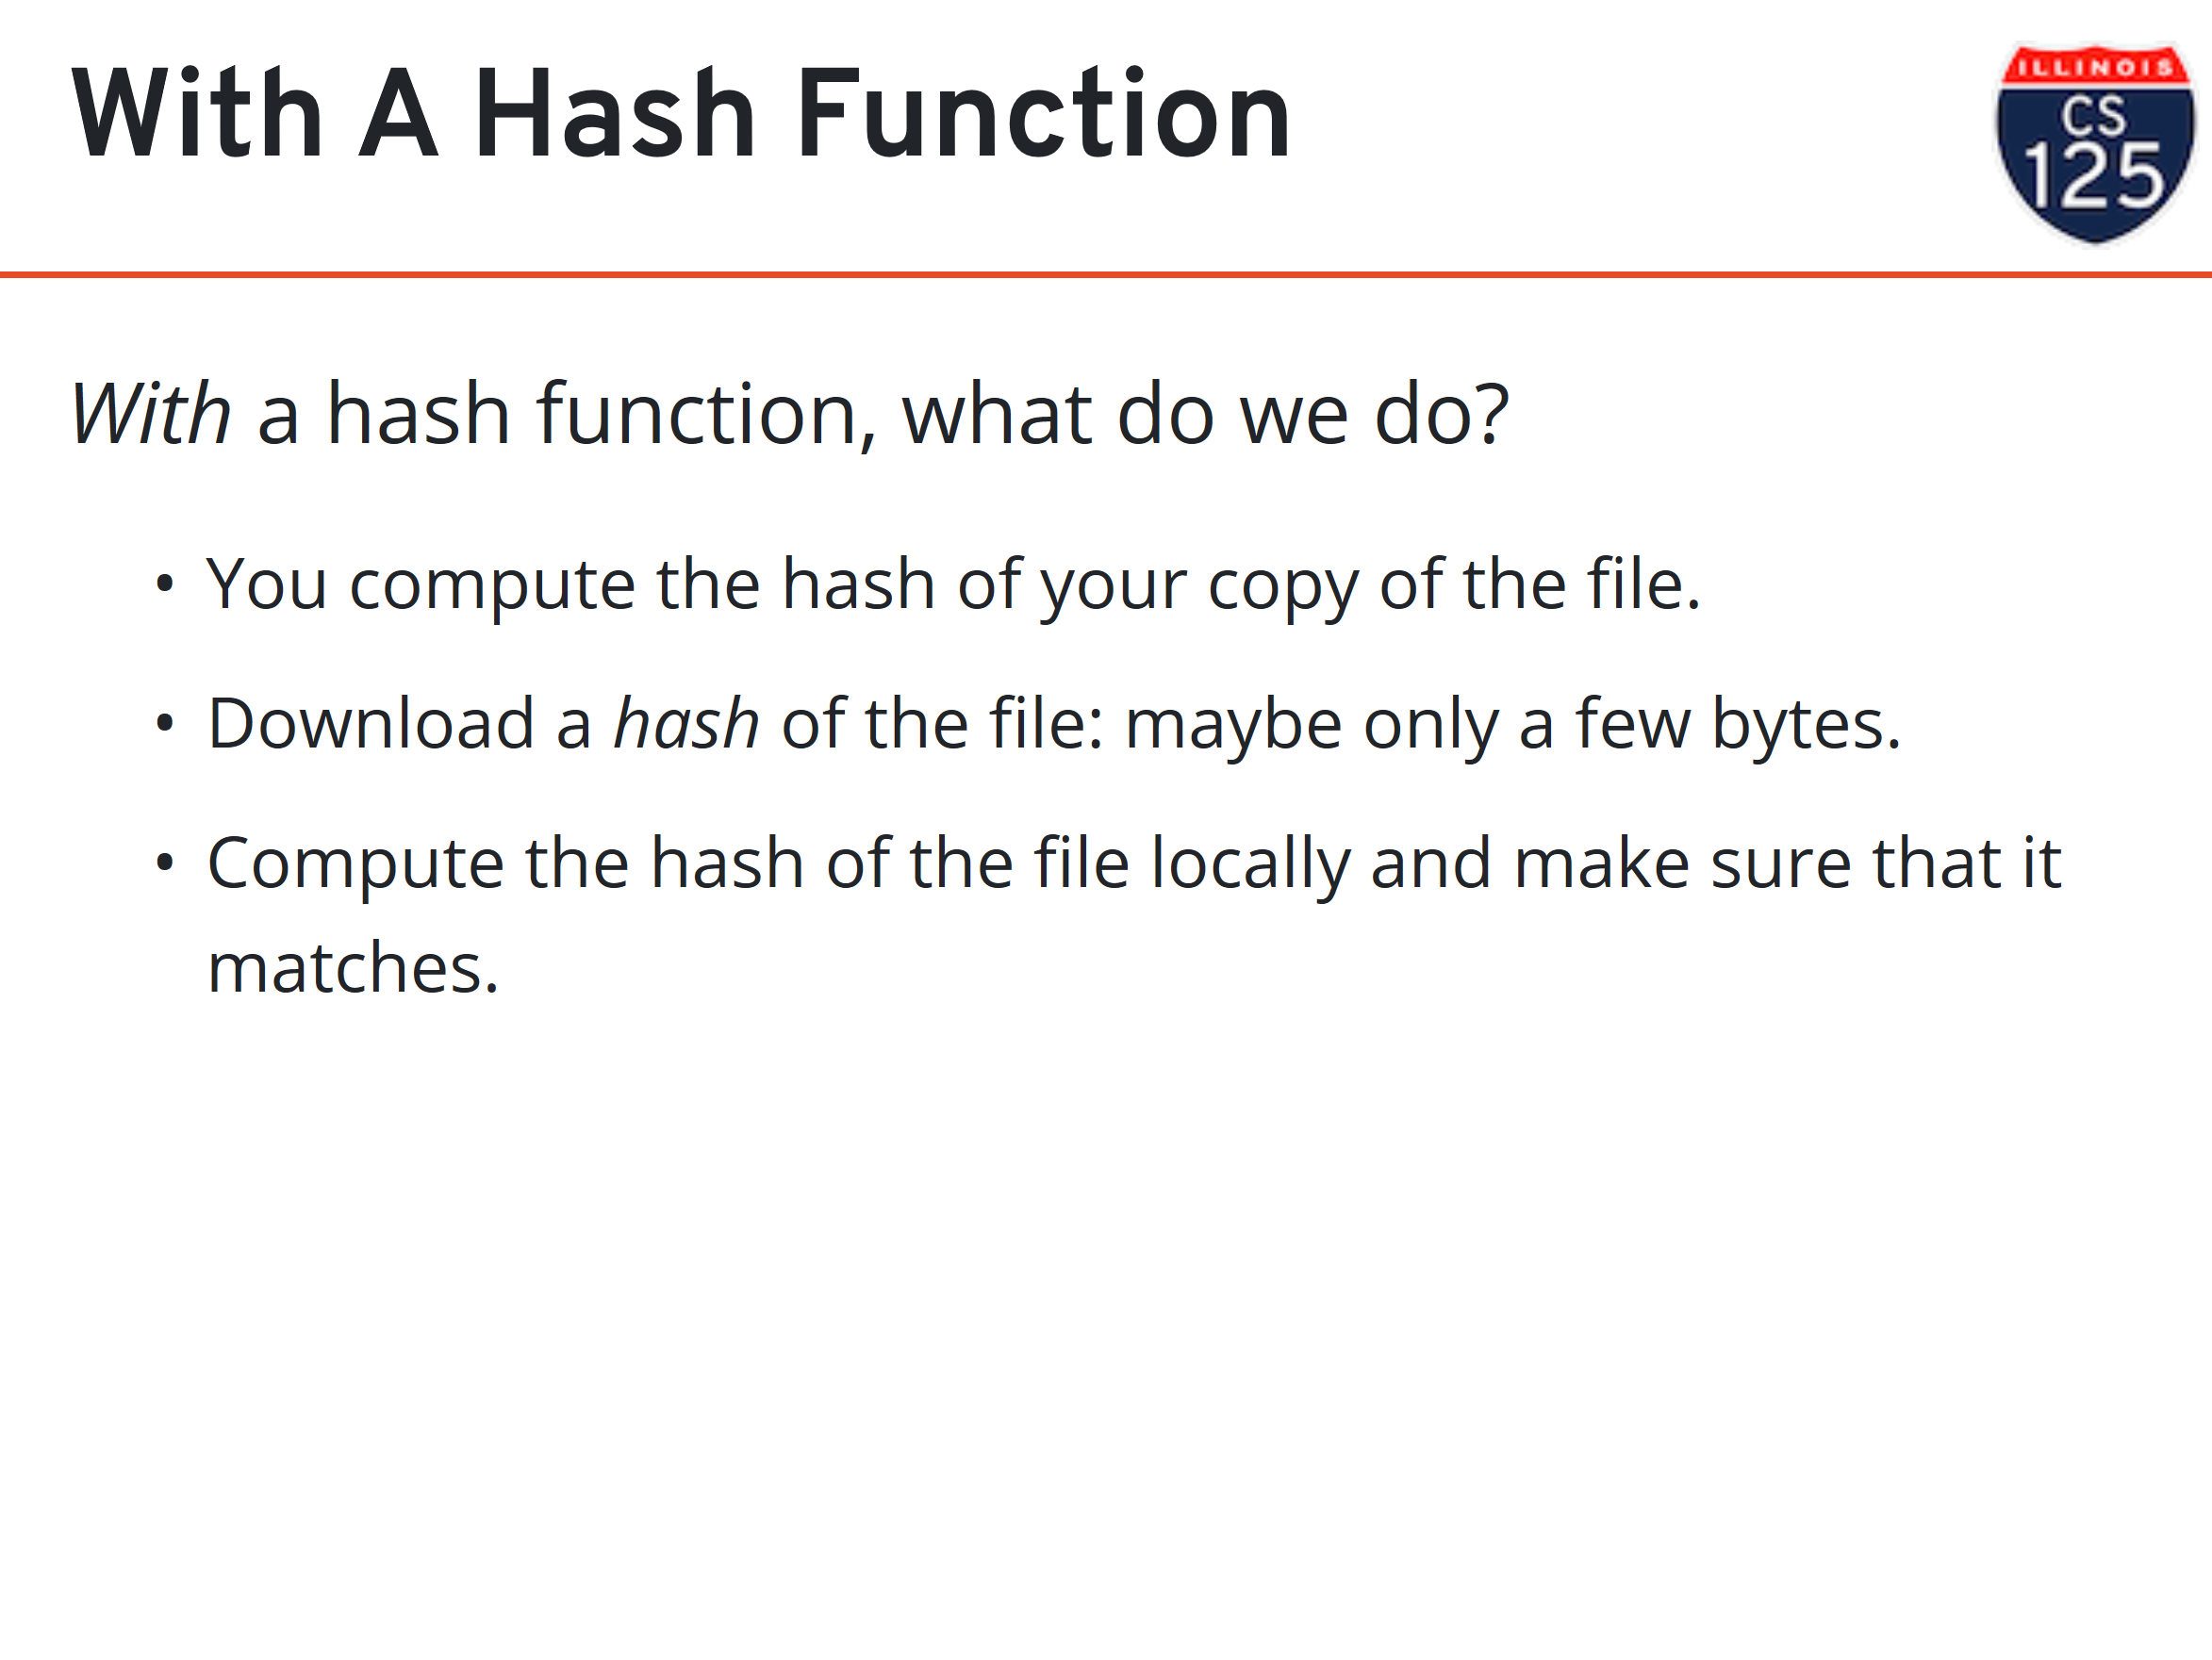 With A Hash Function
ILLINOIS
CS
125
With a hash function, what do we do?
• You compute the hash of your copy of the file.
• Download a hash of the file: maybe only a few bytes.
• Compute the hash of the file locally and make sure that it
matches.